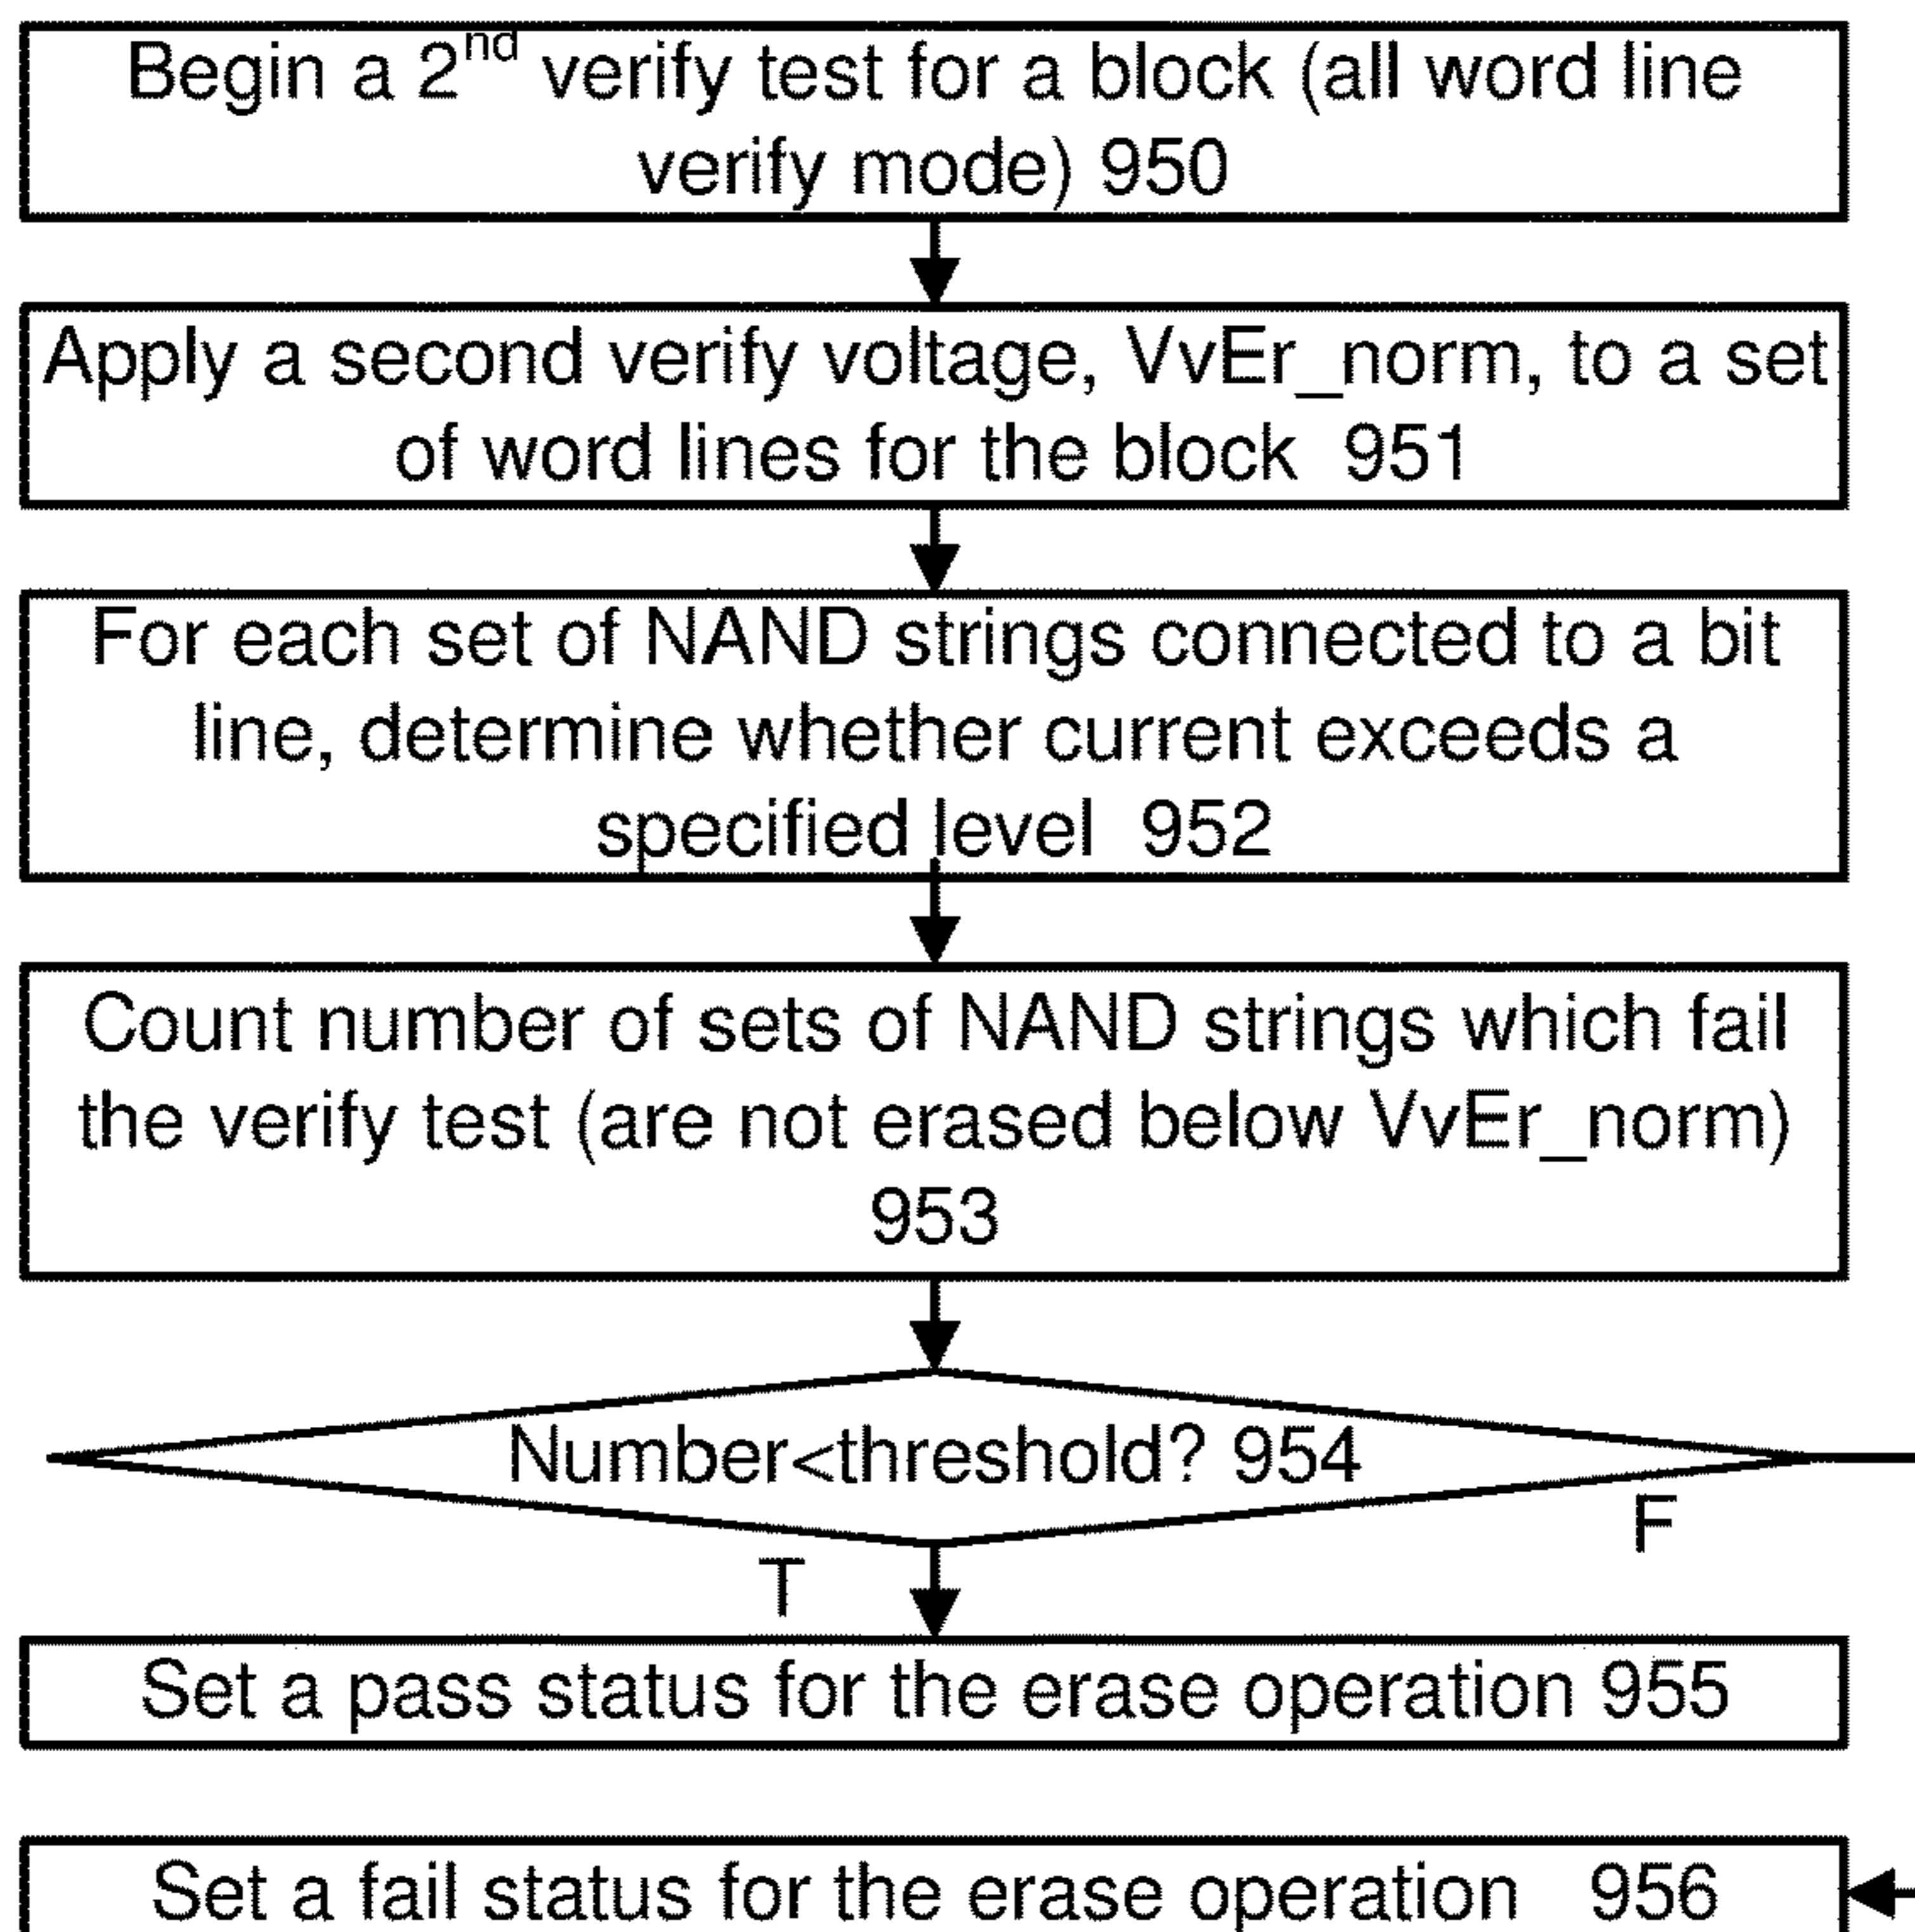 Begin a 2nd verify test for a block (all word line
verify mode) 950
Apply a second verify voltage, VvEr_norm, to a set
of word lines for the block 951
For each set of NAND strings connected to a bit
line, determine whether current exceeds a
specified level 952
Count number of sets of NAND strings which fail
the verify test (are not erased below VvEr_norm)
953
Number<threshold? 954
F
T
Set a pass status for the erase operation 955
Set a fail status for the erase operation 956